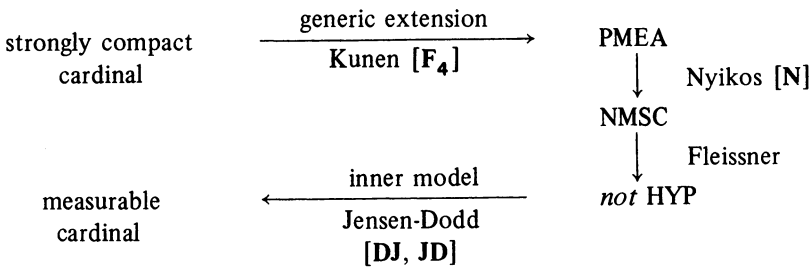 strongly compact
cardinal
generic extension
Kunen [F₄]
PMEA
Nyikos [N]
NMSC
Fleissner
not HYP
inner model
Jensen-Dodd
[DJ, JD]
measurable
cardinal